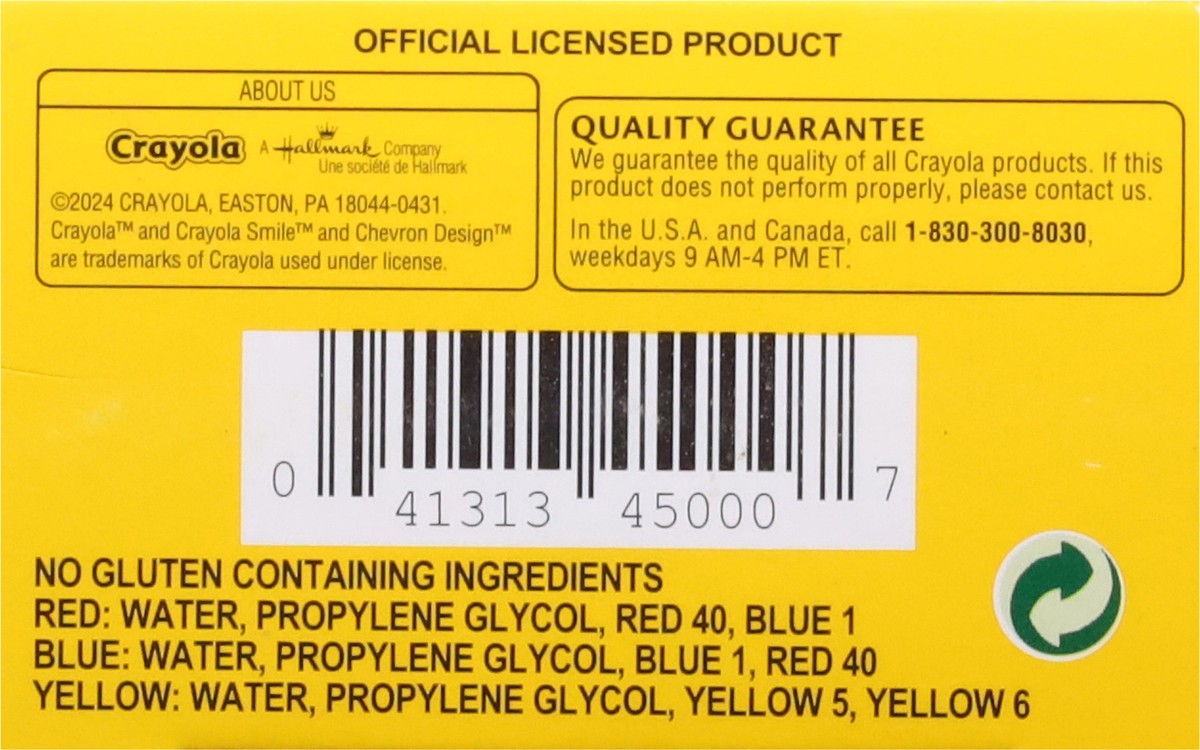 OFFICIAL LICENSED PRODUCT
ABOUT US
Crayola A Hallmark Company
Une société de Hallmark
©2024 CRAYOLA, EASTON, PA 18044-0431.
Crayola™ and Crayola Smile™ and Chevron Design™
are trademarks of Crayola used under license.
QUALITY GUARANTEE
We guarantee the quality of all Crayola products. If this
product does not perform properly, please contact us.
In the U.S.A. and Canada, call 1-830-300-8030,
weekdays 9 AM-4 PM ET.
0 41313 45000 7
NO GLUTEN CONTAINING INGREDIENTS
RED: WATER, PROPYLENE GLYCOL, RED 40, BLUE 1
BLUE: WATER, PROPYLENE GLYCOL, BLUE 1, RED 40
YELLOW: WATER, PROPYLENE GLYCOL, YELLOW 5, YELLOW 6